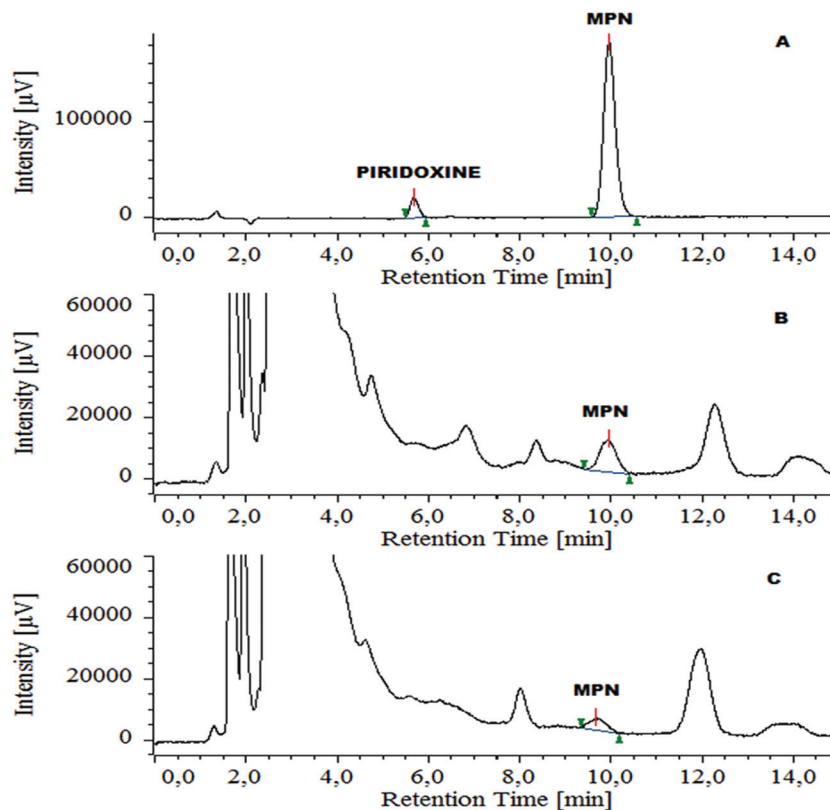 MPN
A
Intensity [µV]
100000
PIRIDOXINE
0
0,0 2,0 4,0 6,0 8,0 10,0 12,0 14,0
Retention Time [min]
60000
B
Intensity [µV]
40000
MPN
20000
0
0,0 2,0 4,0 6,0 8,0 10,0 12,0 14,0
Retention Time [min]
60000
C
Intensity [µV]
40000
MPN
20000
0
0,0 2,0 4,0 6,0 8,0 10,0 12,0 14,0
Retention Time [min]